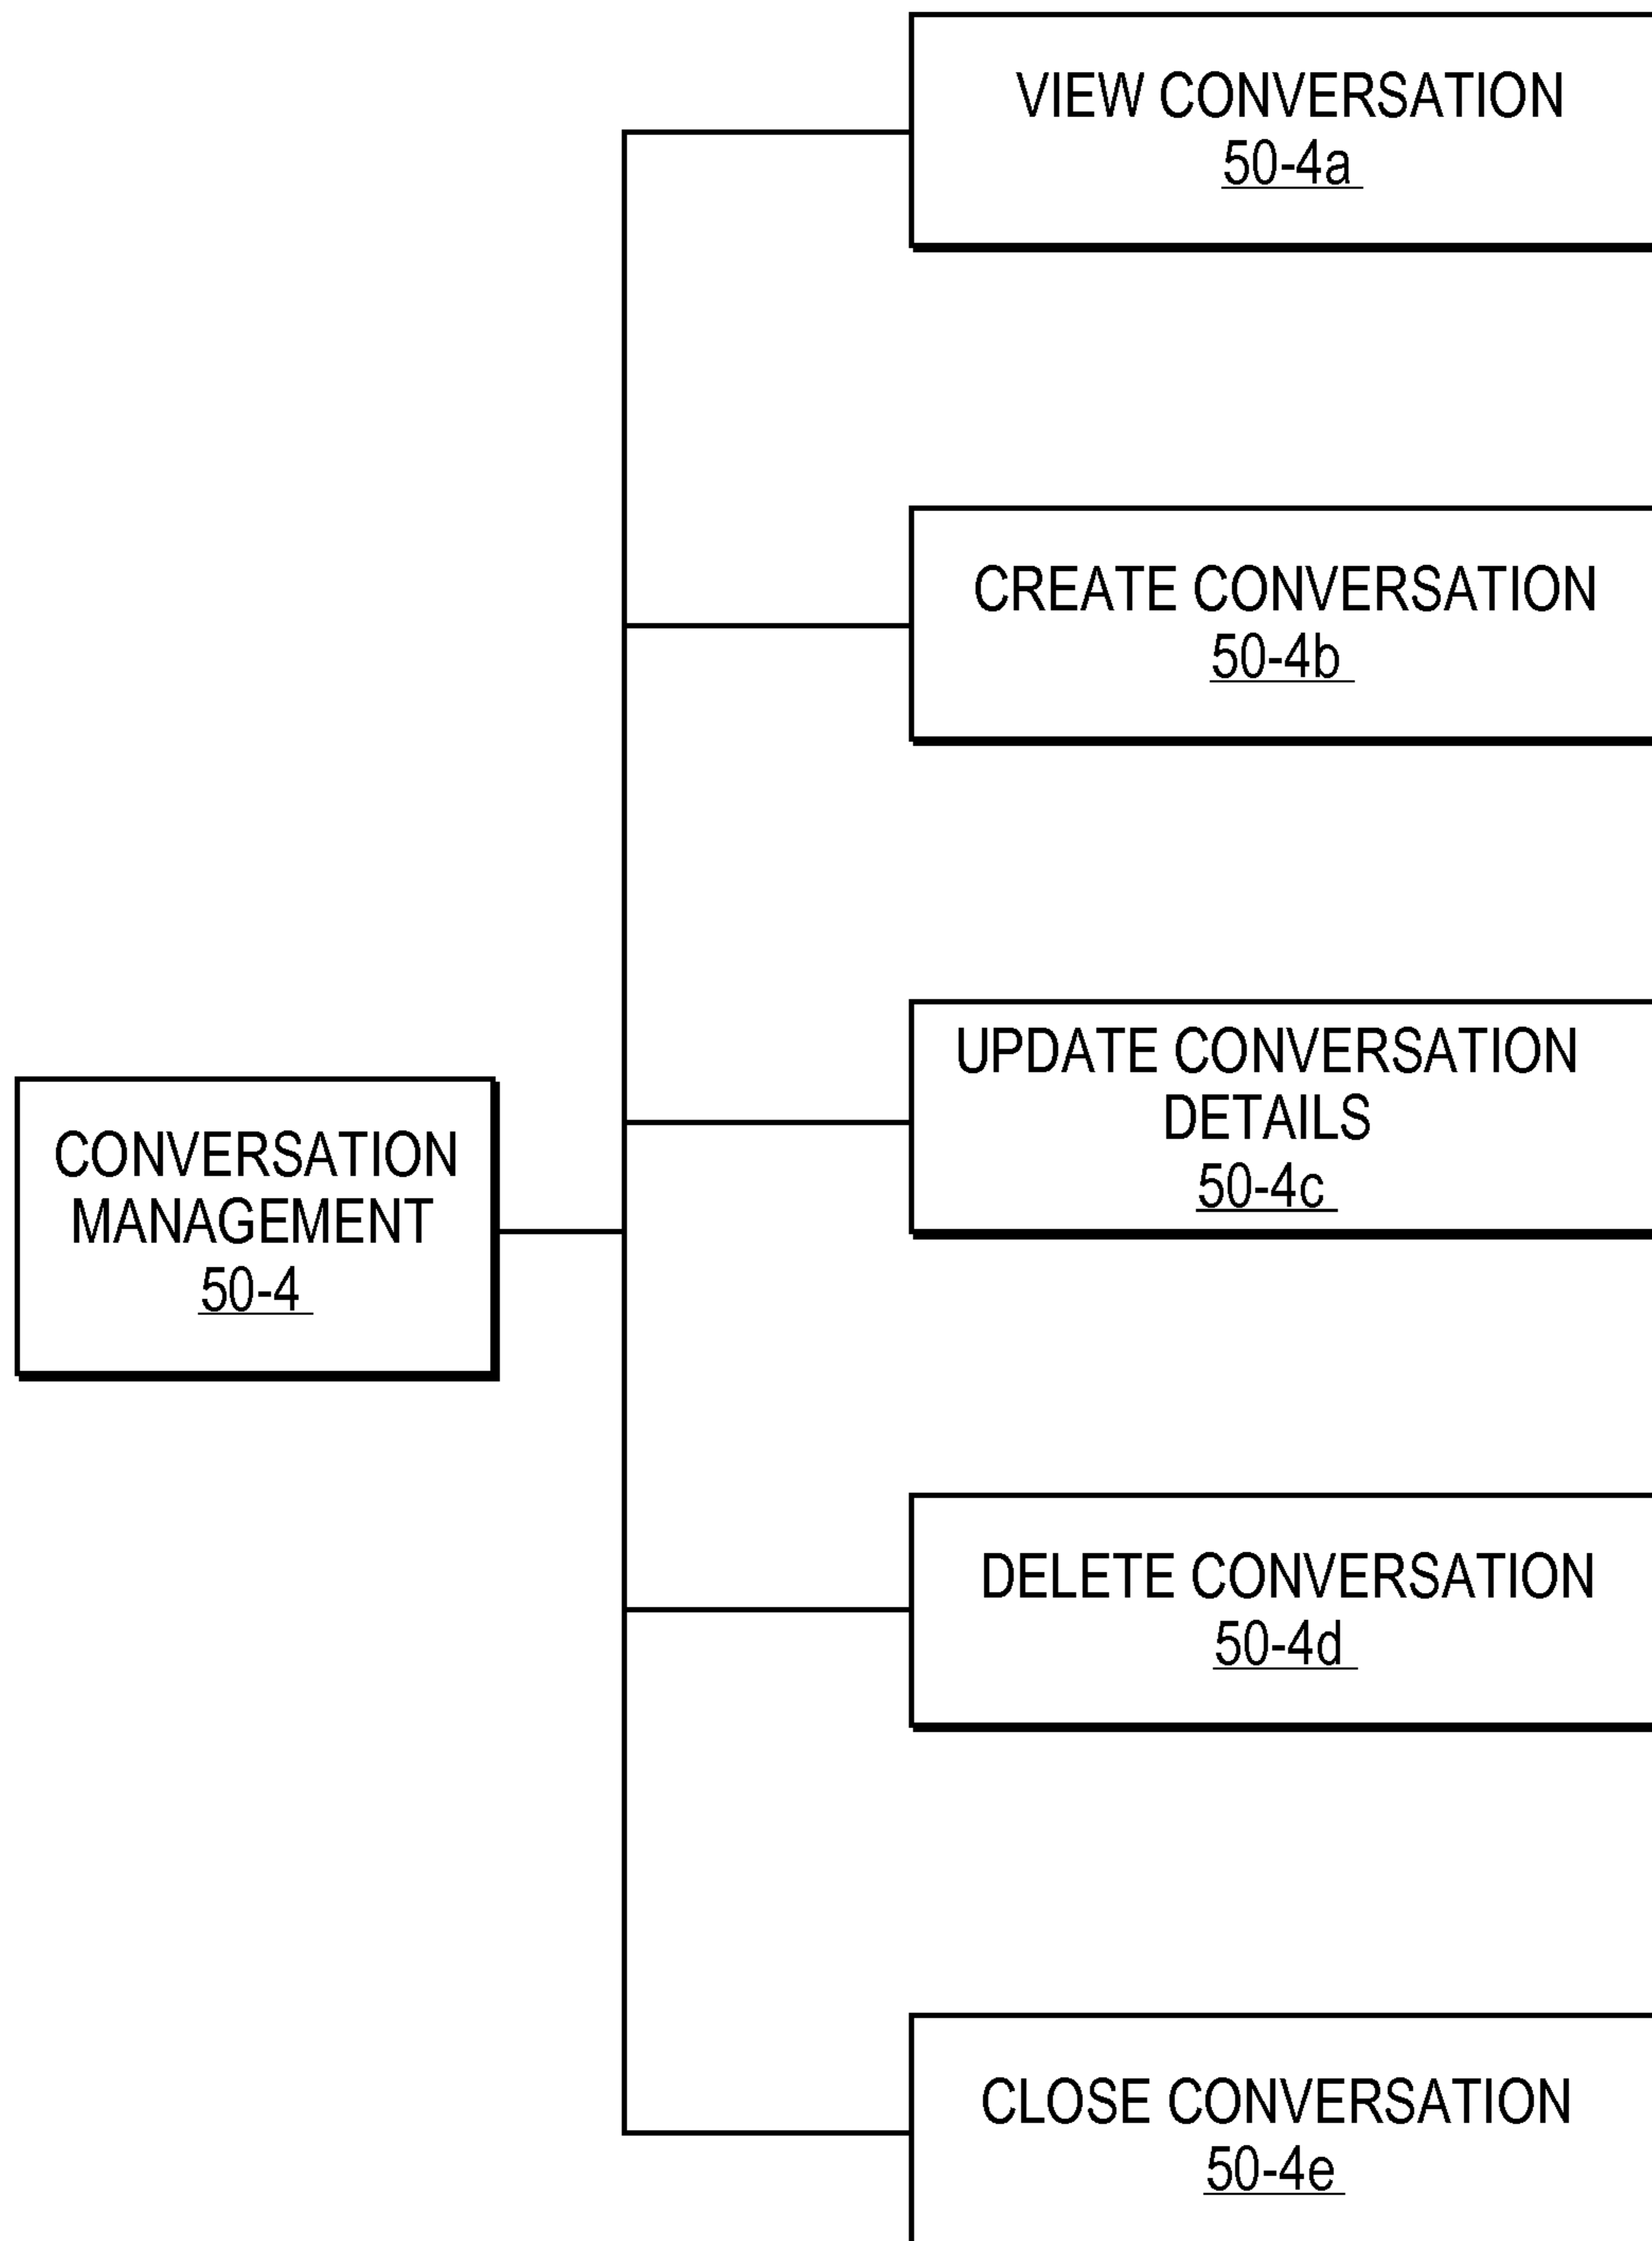 VIEW CONVERSATION
50-4a
CREATE CONVERSATION
50-4b
UPDATE CONVERSATION
DETAILS
50-4c
CONVERSATION
MANAGEMENT
50-4
DELETE CONVERSATION
50-4d
CLOSE CONVERSATION
50-4e